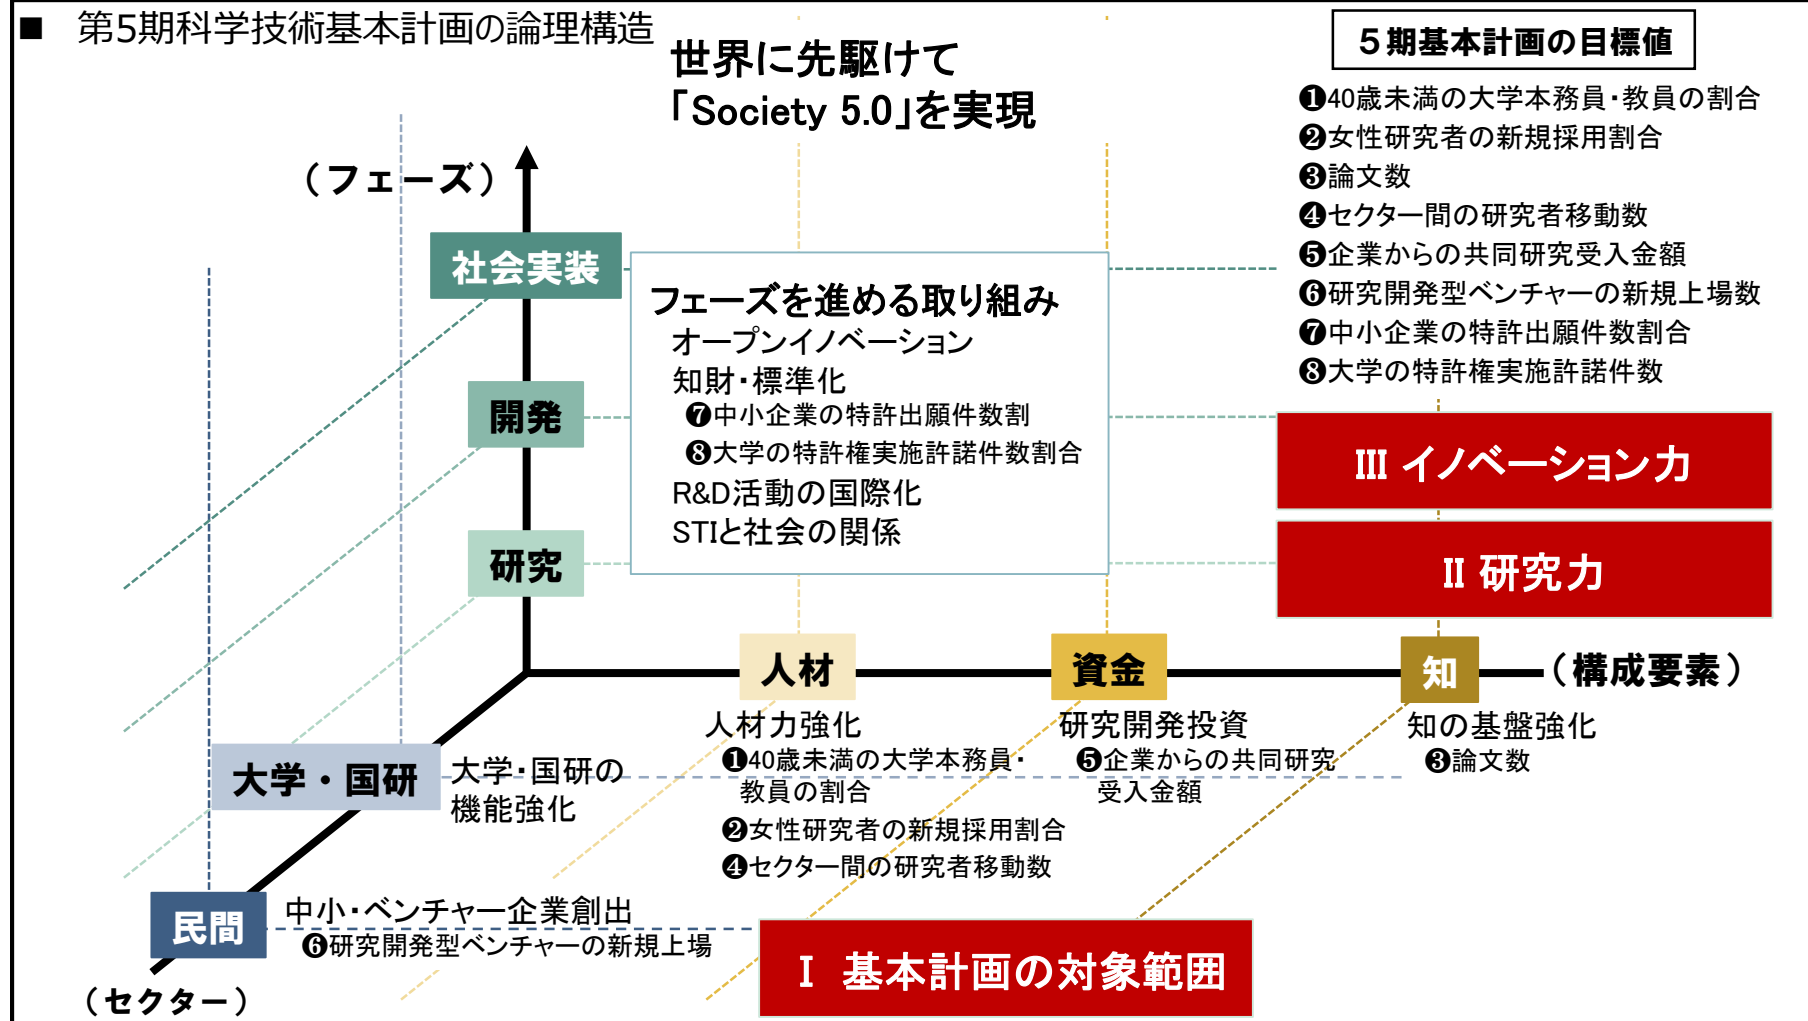 ■ 第5期科学技術基本計画の論理構造
世界に先駆けて
「Society 5.0」を実現
５期基本計画の目標値
❶40歳未満の大学本務員・教員の割合
❷女性研究者の新規採用割合
❸論文数
❹セクター間の研究者移動数
❺企業からの共同研究受入金額
❻研究開発型ベンチャーの新規上場数
❼中小企業の特許出願件数割合
❽大学の特許権実施許諾件数
（フェーズ）
社会実装
開発
研究
フェーズを進める取り組み
オープンイノベーション
知財・標準化
❼中小企業の特許出願件数割
❽大学の特許権実施許諾件数割合
R&D活動の国際化
STIと社会の関係
Ⅲ イノベーション力
Ⅱ 研究力
人材
資金
知
（構成要素）
人材力強化
❶40歳未満の大学本務員・
教員の割合
❷女性研究者の新規採用割合
❹セクター間の研究者移動数
研究開発投資
❺企業からの共同研究
受入金額
知の基盤強化
❸論文数
大学・国研
大学・国研の
機能強化
民間
中小・ベンチャー企業創出
❻研究開発型ベンチャーの新規上場
（セクター）
Ⅰ 基本計画の対象範囲